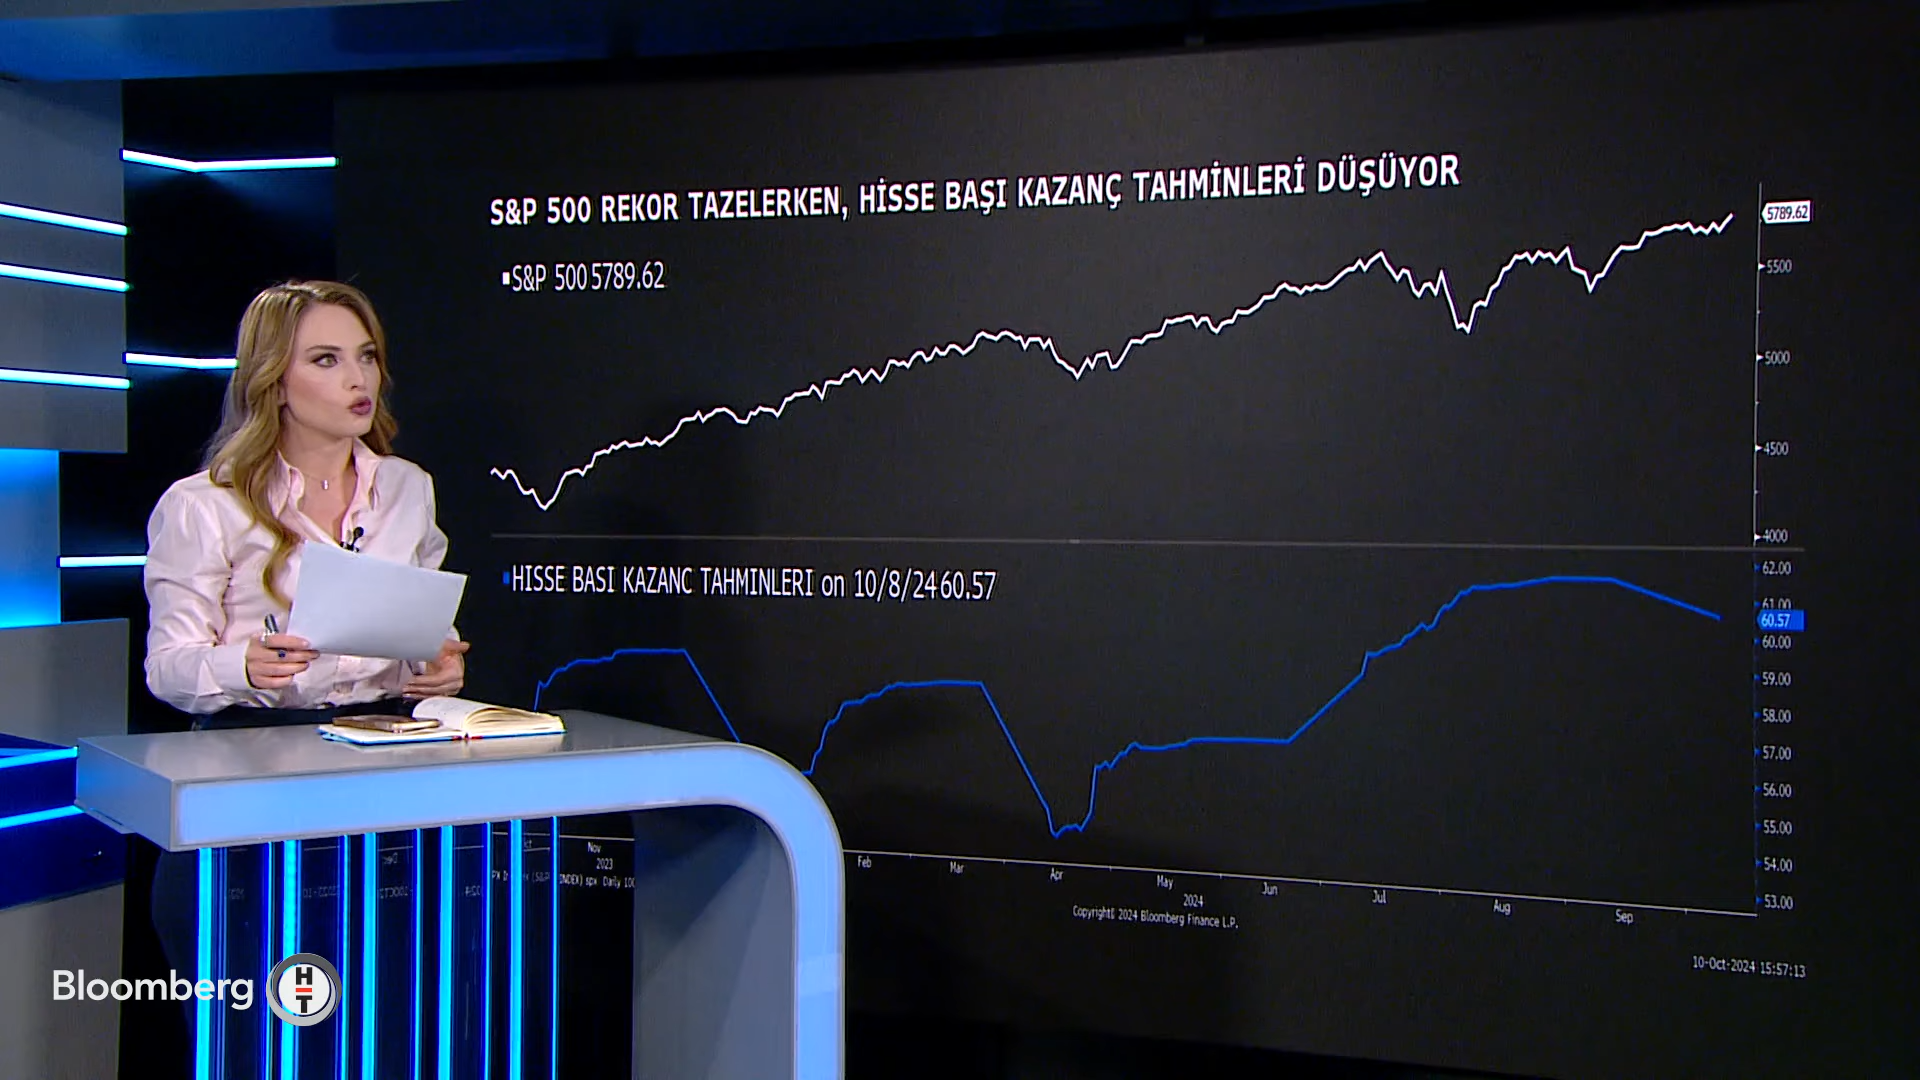 S&P 500 REKOR TAZELERKEN, HİSSE BAŞI KAZANÇ TAHMİNLERİ DÜŞÜYOR
S&P 500 5789.62
5789.62
5500
5000
4500
4000
HISSE BASI KAZANC TAHMINLERI on 10/8/24 60.57
62.00
61.00
60.57
60.00
59.00
58.00
57.00
56.00
55.00
54.00
53.00
Nov
Feb
Mar
Apr
May
Jun
Jul
Aug
Sep
2023
2024
INDEX) spx Daily
Copyright© 2024 Bloomberg Finance L.P.
10-Oct-2024 15:57:13
Bloomberg
HT